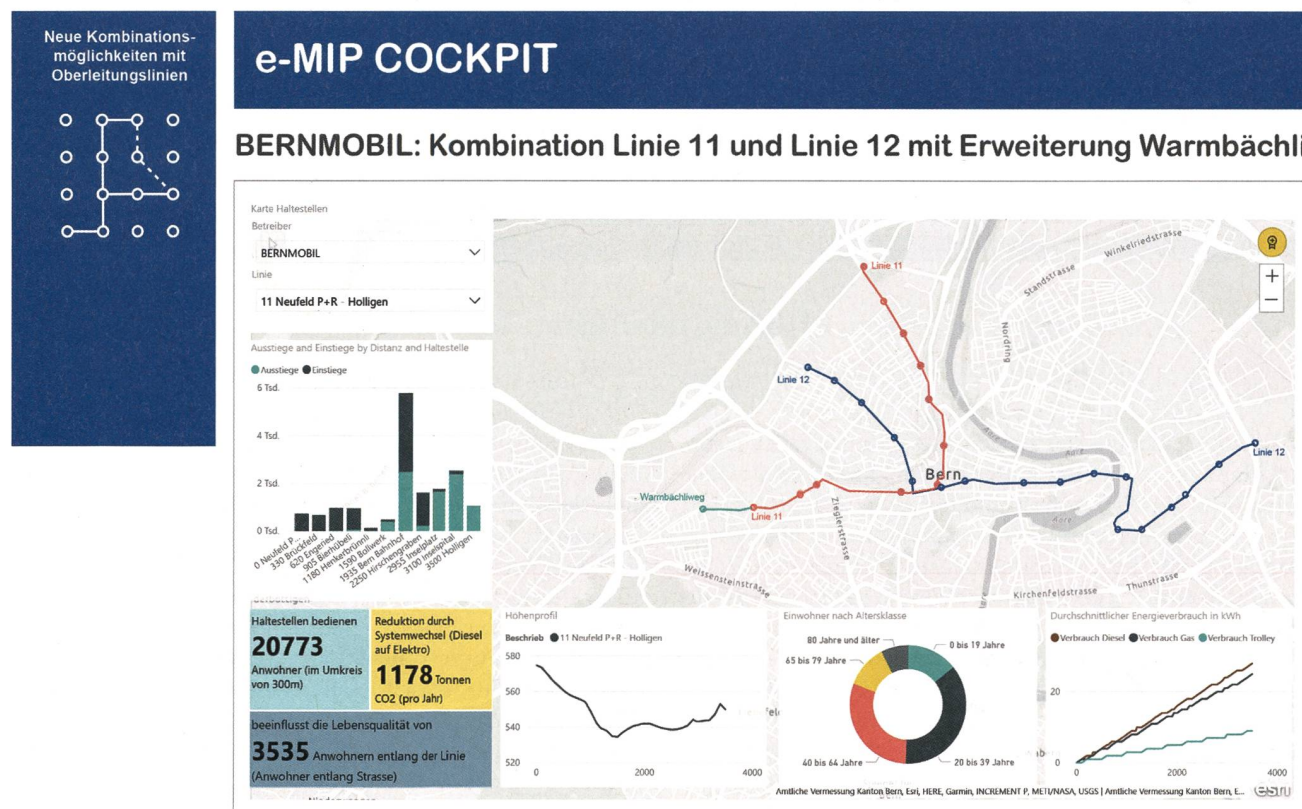 Neue Kombinations-
möglichkeiten mit
Oberleitungslinien
e-MIP COCKPIT
BERNMOBIL: Kombination Linie 11 und Linie 12 mit Erweiterung Warmbächli
Karte Haltestellen
Betreiber
BERNMOBIL
Linie
11 Neufeld P+R - Holligen
Ausstiege and Einstiege by Distanz and Haltestelle
Ausstiege Einstiege
6 Tsd.
4 Tsd.
2 Tsd.
0 Tsd.
0 Neufeld P...
330 Brückfeld
620 Engeried
905 Bierhübeli
1180 Henkerbrünnli
1590 Bollwerk
1935 Bern Bahnhof
2250 Hirschengraben
2955 Inselplatz
3100 Inselspital
3500 Holligen
Linie 11
Linie 12
Warmbächliweg
Linie 11
Bern
Linie 12
Winkelriedstrasse
Standstrasse
Nordring
Aare
Aare
Aare
Zieglerstrasse
Weissensteinstrasse
Kirchenfeldstrasse
Thunstrasse
+
−
Haltestellen bedienen
20773
Anwohner (im Umkreis
von 300m)
Reduktion durch
Systemwechsel (Diesel
auf Elektro)
1178 Tonnen
CO2 (pro Jahr)
beeinflusst die Lebensqualität von
3535 Anwohnern entlang der Linie
(Anwohner entlang Strasse)
Höhenprofil
Beschrieb 11 Neufeld P+R - Holligen
580
560
540
520
0 2000 4000
Einwohner nach Altersklasse
80 Jahre und älter
0 bis 19 Jahre
65 bis 79 Jahre
40 bis 64 Jahre
20 bis 39 Jahre
Durchschnittlicher Energieverbrauch in kWh
Verbrauch Diesel Verbrauch Gas Verbrauch Trolley
20
0
0 2000 4000
Amtliche Vermessung Kanton Bern, Esri, HERE, Garmin, INCREMENT P, METI/NASA, USGS | Amtliche Vermessung Kanton Bern, E...
esri